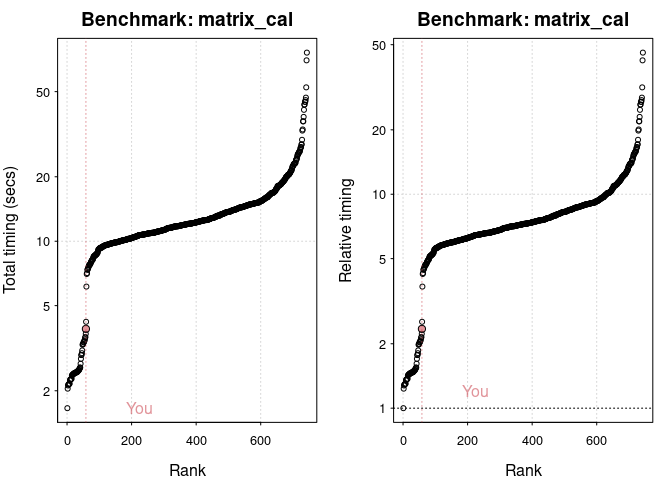 Benchmark: matrix_cal
Total timing (secs)
50
20
10
5
2
You
0
200
400
600
Rank
Benchmark: matrix_cal
Relative timing
50
20
10
5
2
1
You
0
200
400
600
Rank